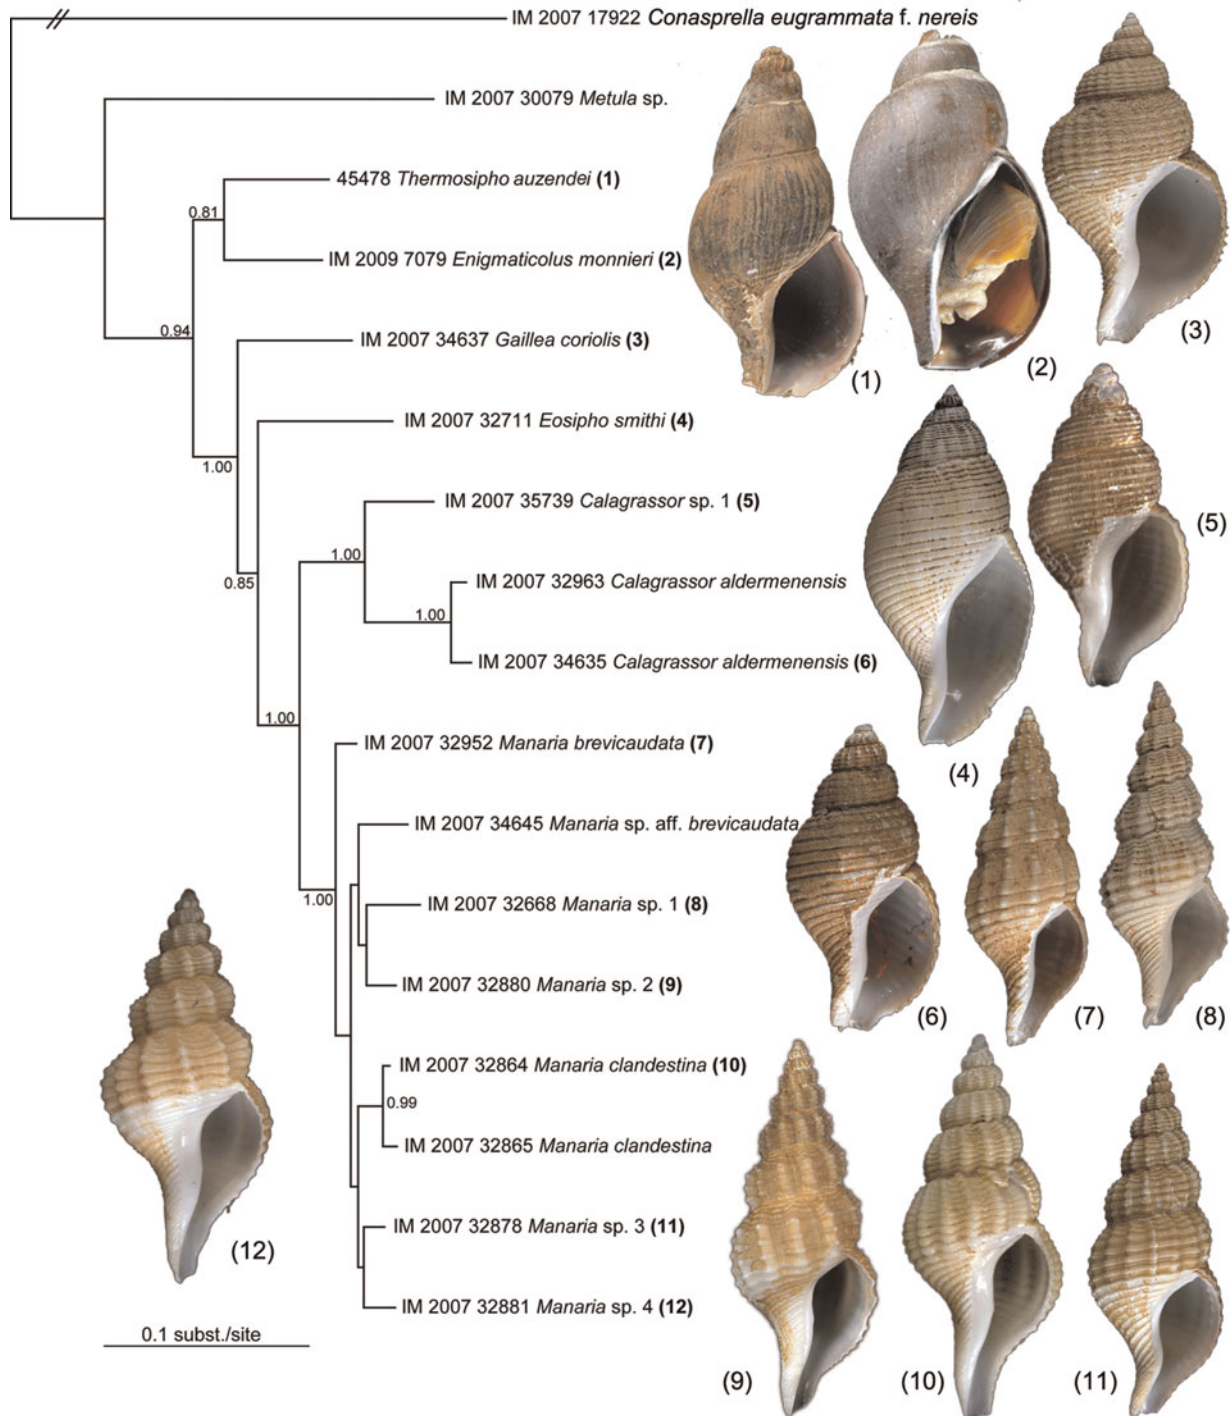 IM 2007 17922 Conasprella eugrammata f. nereis
IM 2007 30079 Metula sp.
45478 Thermosipho auzendei (1)
0.81
IM 2009 7079 Enigmaticolus monnieri (2)
0.94
IM 2007 34637 Gaillea coriolis (3)
(3)
(2)
(1)
IM 2007 32711 Eosipho smithi (4)
1.00
IM 2007 35739 Calagrassor sp. 1 (5)
(5)
1.00
IM 2007 32963 Calagrassor aldermenensis
0.85
1.00
IM 2007 34635 Calagrassor aldermenensis (6)
1.00
IM 2007 32952 Manaria brevicaudata (7)
(4)
IM 2007 34645 Manaria sp. aff. brevicaudata
1.00
IM 2007 32668 Manaria sp. 1 (8)
IM 2007 32880 Manaria sp. 2 (9)
(6)
(7)
(8)
IM 2007 32864 Manaria clandestina (10)
0.99
IM 2007 32865 Manaria clandestina
IM 2007 32878 Manaria sp. 3 (11)
(12)
IM 2007 32881 Manaria sp. 4 (12)
0.1 subst./site
(9)
(10)
(11)